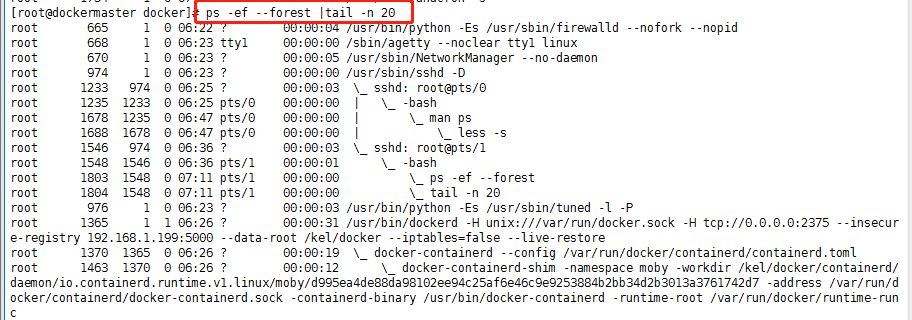 [root@dockermaster docker]# ps -ef --forest |tail -n 20
root 665 1 0 06:22 ? 00:00:04 /usr/bin/python -Es /usr/sbin/firewalld --nofork --nopid
root 668 1 0 06:23 tty1 00:00:00 /sbin/agetty --noclear tty1 linux
root 670 1 0 06:23 ? 00:00:05 /usr/sbin/NetworkManager --no-daemon
root 974 1 0 06:23 ? 00:00:00 /usr/sbin/sshd -D
root 1233 974 0 06:25 ? 00:00:03 \_ sshd: root@pts/0
root 1235 1233 0 06:25 pts/0 00:00:00 | \_ -bash
root 1678 1235 0 06:47 pts/0 00:00:00 | \_ man ps
root 1688 1678 0 06:47 pts/0 00:00:00 | \_ less -s
root 1546 974 0 06:36 ? 00:00:03 \_ sshd: root@pts/1
root 1548 1546 0 06:36 pts/1 00:00:01 \_ -bash
root 1803 1548 0 07:11 pts/1 00:00:00 \_ ps -ef --forest
root 1804 1548 0 07:11 pts/1 00:00:00 \_ tail -n 20
root 976 1 0 06:23 ? 00:00:03 /usr/bin/python -Es /usr/sbin/tuned -l -P
root 1365 1 1 06:26 ? 00:00:31 /usr/bin/dockerd -H unix:///var/run/docker.sock -H tcp://0.0.0.0:2375 --insecur
e-registry 192.168.1.199:5000 --data-root /kel/docker --iptables=false --live-restore
root 1370 1365 0 06:26 ? 00:00:19 \_ docker-containerd --config /var/run/docker/containerd/containerd.toml
root 1463 1370 0 06:26 ? 00:00:12 \_ docker-containerd-shim -namespace moby -workdir /kel/docker/containerd/
daemon/io.containerd.runtime.v1.linux/moby/d995ea4de88da98102ee94c25af6e46c9e9253884b2bb34d2b3013a3761742d7 -address /var/run/d
ocker/containerd/docker-containerd.sock -containerd-binary /usr/bin/docker-containerd -runtime-root /var/run/docker/runtime-run
c